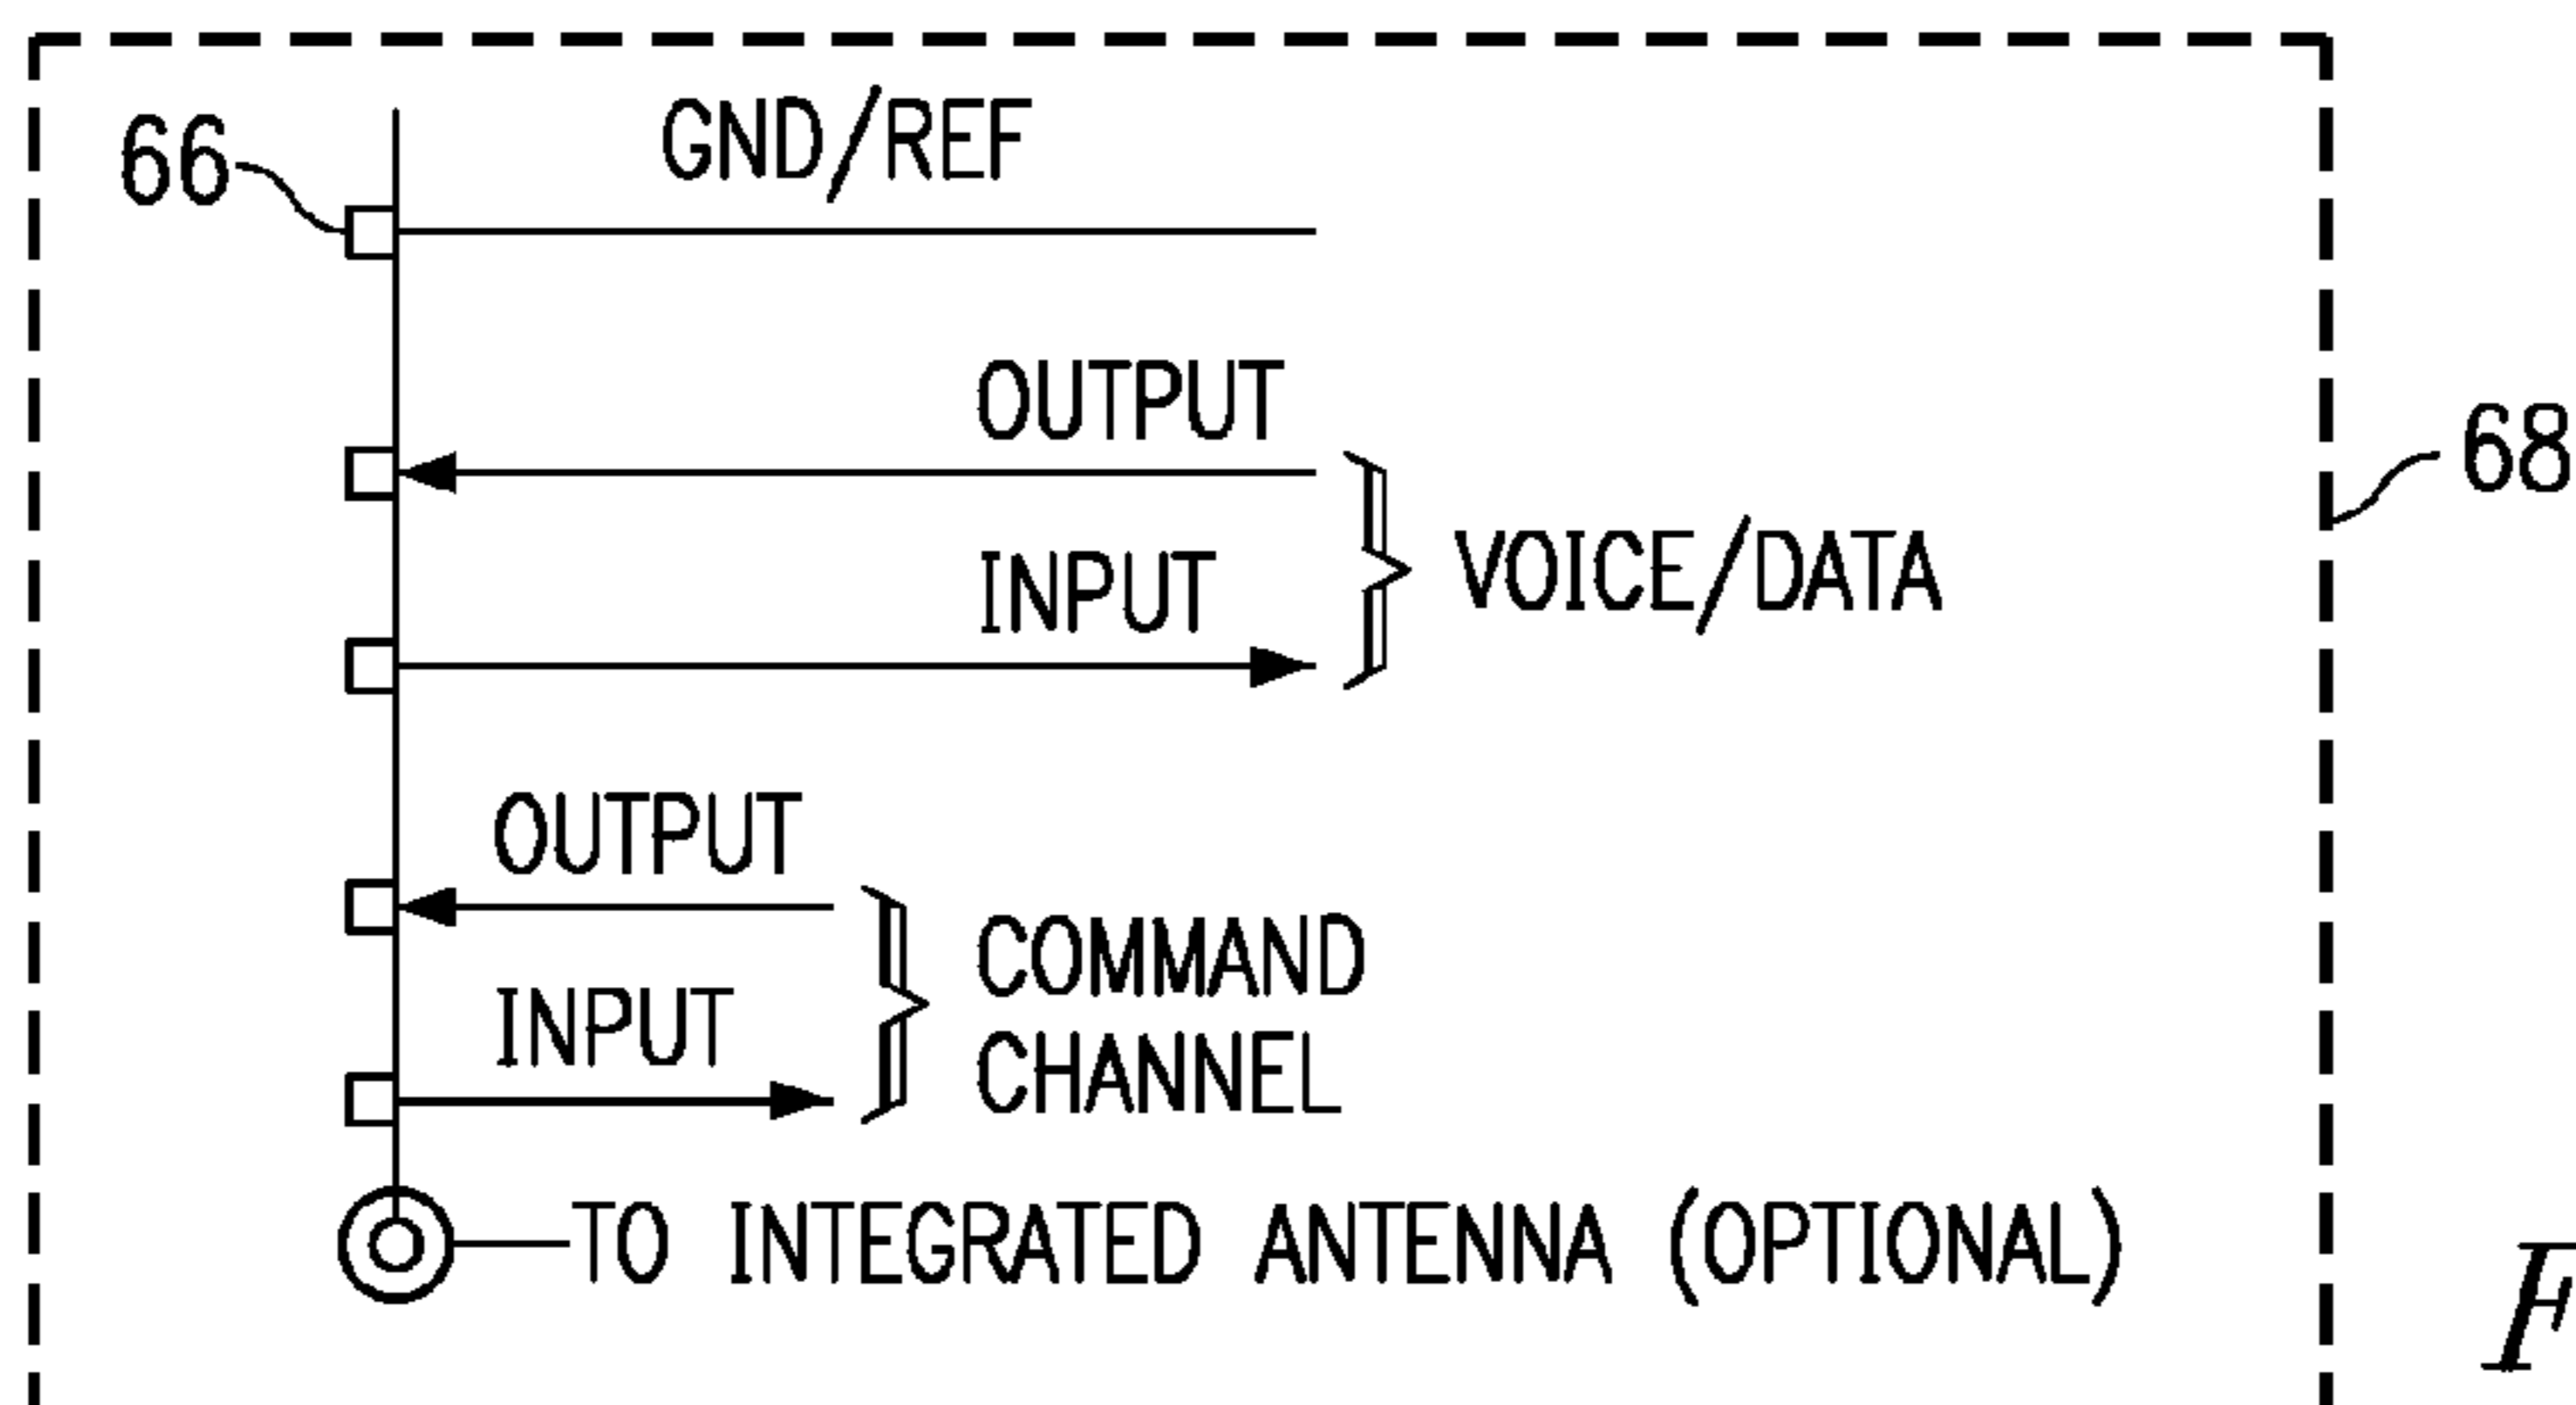 66
GND/REF
OUTPUT
68
INPUT
VOICE/DATA
OUTPUT
COMMAND
INPUT
CHANNEL
TO INTEGRATED ANTENNA (OPTIONAL)
F